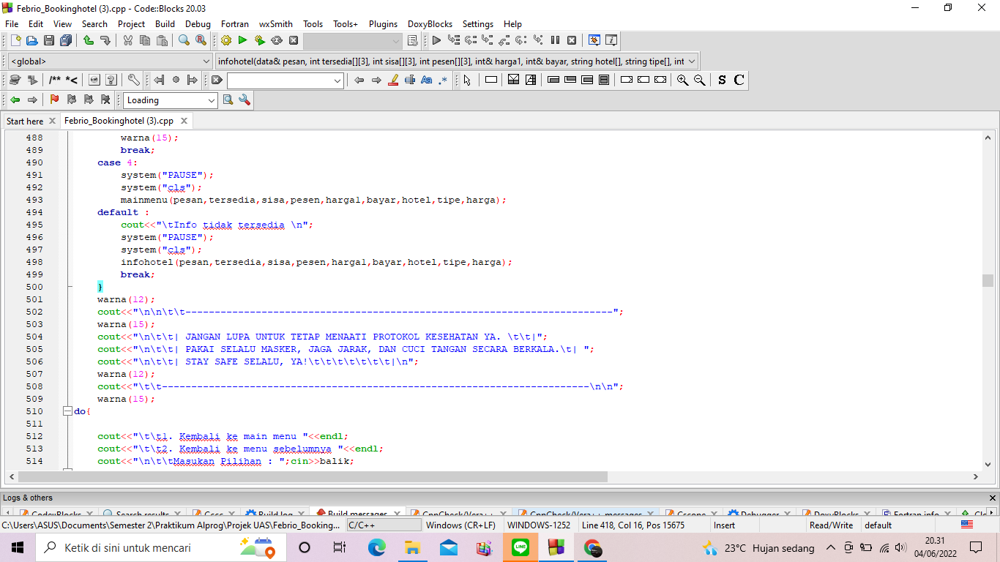 Febrio_Bookinghotel (3).cpp - Code::Blocks 20.03
File Edit View Search Project Build Debug Fortran wxSmith Tools Tools+ Plugins DoxyBlocks Settings Help
<global> infohotel(data& pesan, int tersedia[][3], int sisa[][3], int pesen[][3], int& harga1, int& bayar, string hotel[], string tipe[], int
/** *< Aa .* S C
Loading
Start here Febrio_Bookinghotel (3).cpp
488 warna(15);
489 break;
490 case 4:
491 system("PAUSE");
492 system("cls");
493 mainmenu(pesan,tersedia,sisa,pesen,harga1,bayar,hotel,tipe,harga);
494 default :
495 cout<<"\tInfo tidak tersedia \n";
496 system("PAUSE");
497 system("cls");
498 infohotel(pesan,tersedia,sisa,pesen,harga1,bayar,hotel,tipe,harga);
499 break;
500 }
501 warna(12);
502 cout<<"\n\n\t\t-------------------------------------------------------------------------";
503 warna(15);
504 cout<<"\n\t\t| JANGAN LUPA UNTUK TETAP MENAATI PROTOKOL KESEHATAN YA. \t\t|";
505 cout<<"\n\t\t| PAKAI SELALU MASKER, JAGA JARAK, DAN CUCI TANGAN SECARA BERKALA.\t| ";
506 cout<<"\n\t\t| STAY SAFE SELALU, YA!\t\t\t\t\t\t\t|\n";
507 warna(12);
508 cout<<"\t\t-------------------------------------------------------------------------\n\n";
509 warna(15);
510 do{
511
512 cout<<"\t\t1. Kembali ke main menu "<<endl;
513 cout<<"\t\t2. Kembali ke menu sebelumnya "<<endl;
514 cout<<"\n\t\tMasukan Pilihan : ";cin>>balik;
Logs & others
Code::Blocks Search results Cccc Build log Build messages CppCheck/Vera++ CppCheck/Vera++ messages Cscope Debugger DoxyBlocks Fortran info
C:\Users\ASUS\Documents\Semester 2\Praktikum Alprog\Projek UAS\Febrio_Booking... C/C++ Windows (CR+LF) WINDOWS-1252 Line 418, Col 16, Pos 15675 Insert Read/Write default
Ketik di sini untuk mencari LINE 23°C Hujan sedang 20.31
04/06/2022